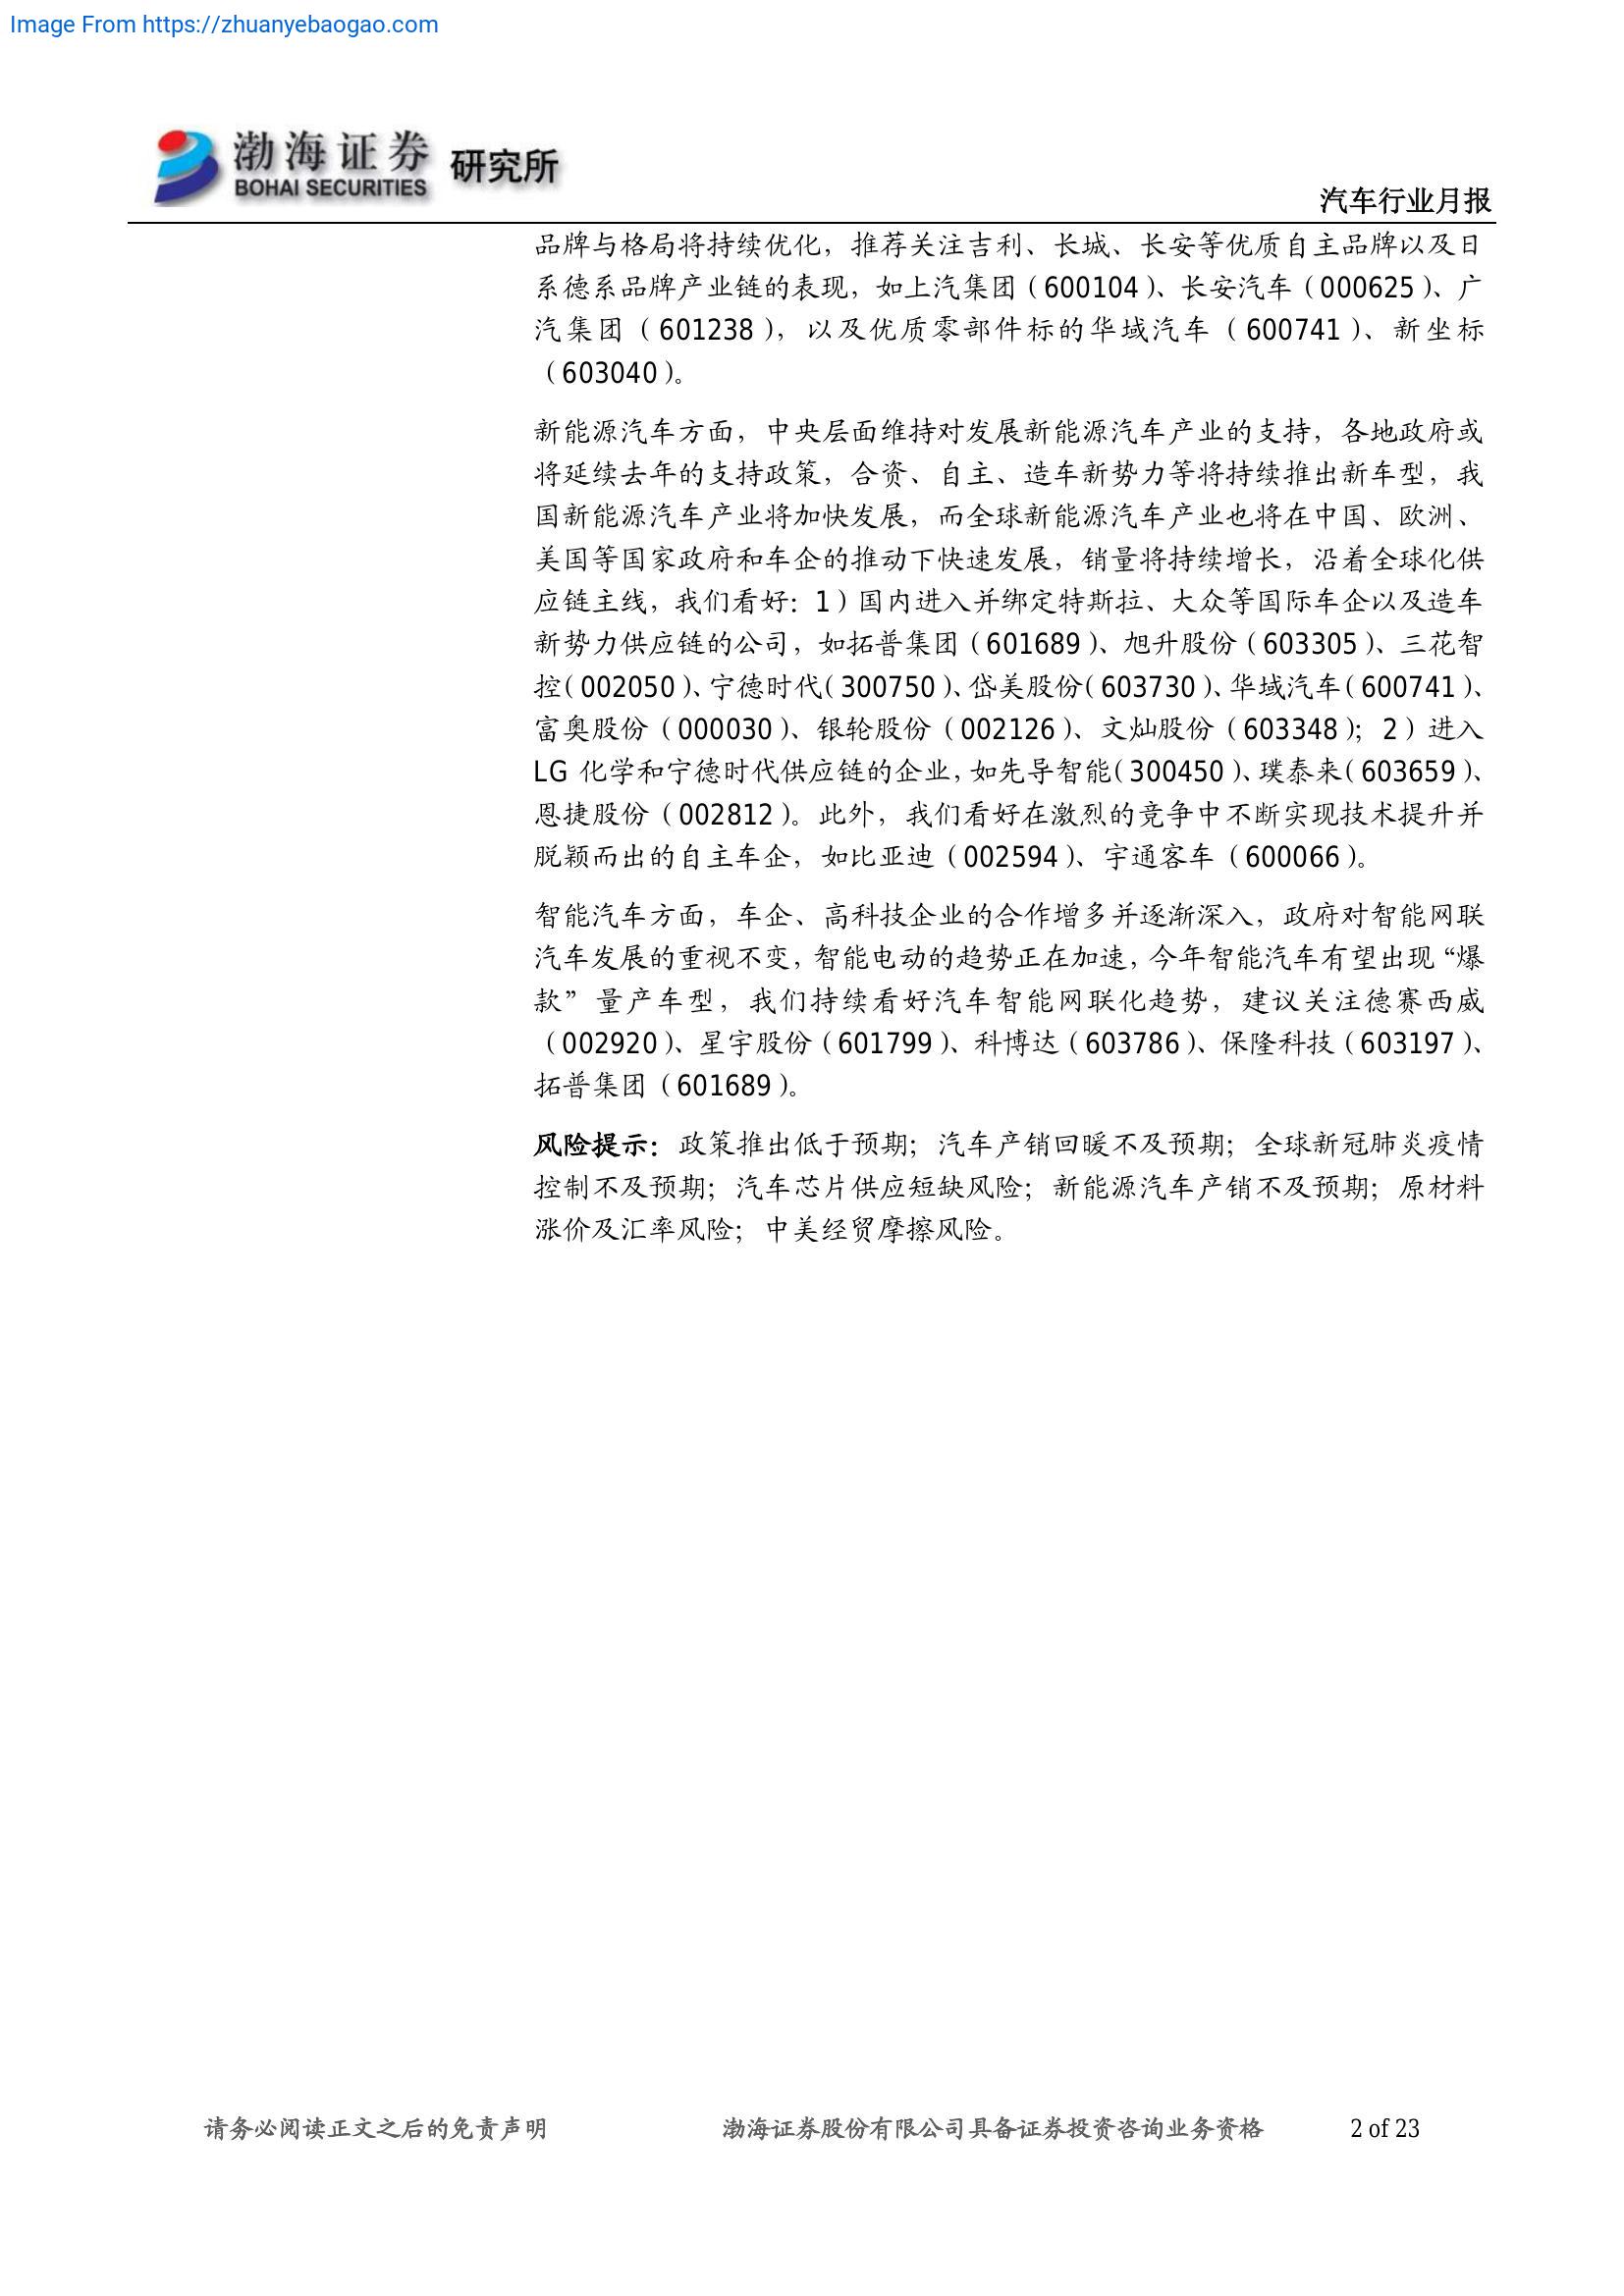 Image From https://zhuanyebaogao.com
渤海证券 研究所
BOHAI SECURITIES
汽车行业月报
品牌与格局将持续优化，推荐关注吉利、长城、长安等优质自主品牌以及日
系德系品牌产业链的表现，如上汽集团（600104）、长安汽车（000625）、广
汽集团（601238），以及优质零部件标的华域汽车（600741）、新坐标
（603040）。
新能源汽车方面，中央层面维持对发展新能源汽车产业的支持，各地政府或
将延续去年的支持政策，合资、自主、造车新势力等将持续推出新车型，我
国新能源汽车产业将加快发展，而全球新能源汽车产业也将在中国、欧洲、
美国等国家政府和车企的推动下快速发展，销量将持续增长，沿着全球化供
应链主线，我们看好：1）国内进入并绑定特斯拉、大众等国际车企以及造车
新势力供应链的公司，如拓普集团（601689）、旭升股份（603305）、三花智
控（002050）、宁德时代（300750）、岱美股份（603730）、华域汽车（600741）、
富奥股份（000030）、银轮股份（002126）、文灿股份（603348）；2）进入
LG 化学和宁德时代供应链的企业，如先导智能（300450）、璞泰来（603659）、
恩捷股份（002812）。此外，我们看好在激烈的竞争中不断实现技术提升并
脱颖而出的自主车企，如比亚迪（002594）、宇通客车（600066）。
智能汽车方面，车企、高科技企业的合作增多并逐渐深入，政府对智能网联
汽车发展的重视不变，智能电动的趋势正在加速，今年智能汽车有望出现“爆
款”量产车型，我们持续看好汽车智能网联化趋势，建议关注德赛西威
（002920）、星宇股份（601799）、科博达（603786）、保隆科技（603197）、
拓普集团（601689）。
风险提示：政策推出低于预期；汽车产销回暖不及预期；全球新冠肺炎疫情
控制不及预期；汽车芯片供应短缺风险；新能源汽车产销不及预期；原材料
涨价及汇率风险；中美经贸摩擦风险。
请务必阅读正文之后的免责声明 渤海证券股份有限公司具备证券投资咨询业务资格 2 of 23